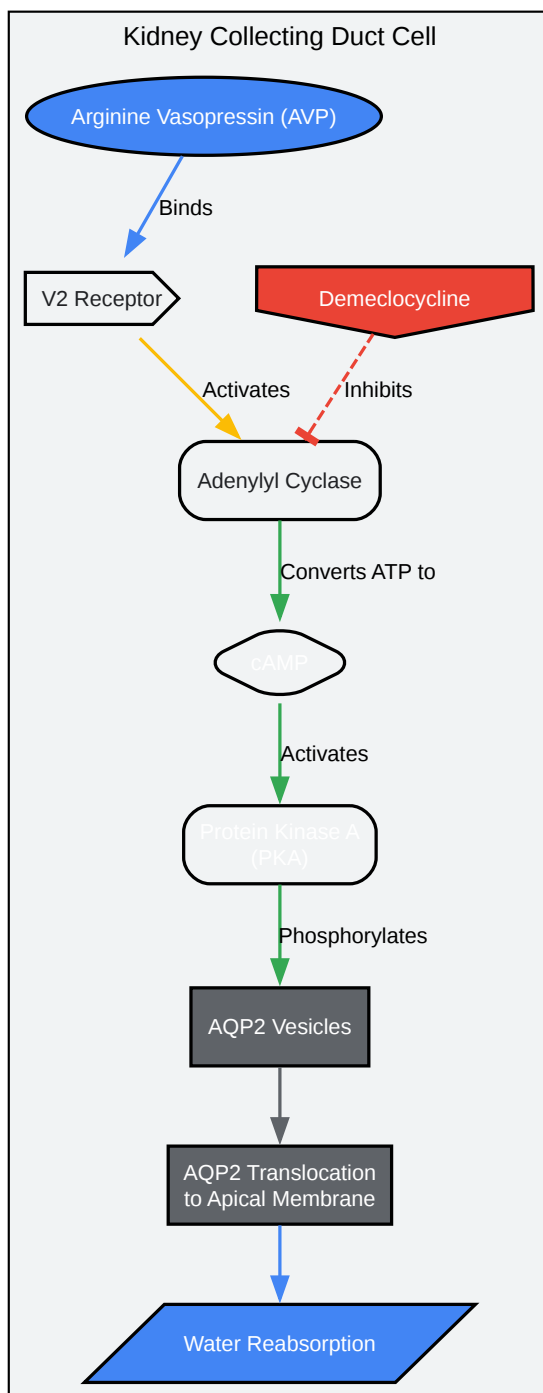 Kidney Collecting Duct Cell
Arginine Vasopressin (AVP)
Binds
V2 Receptor
Demeclocycline
Activates
Inhibits
Adenylyl Cyclase
Converts ATP to
cAMP
Activates
Protein Kinase A
(PKA)
Phosphorylates
AQP2 Vesicles
AQP2 Translocation
to Apical Membrane
Water Reabsorption